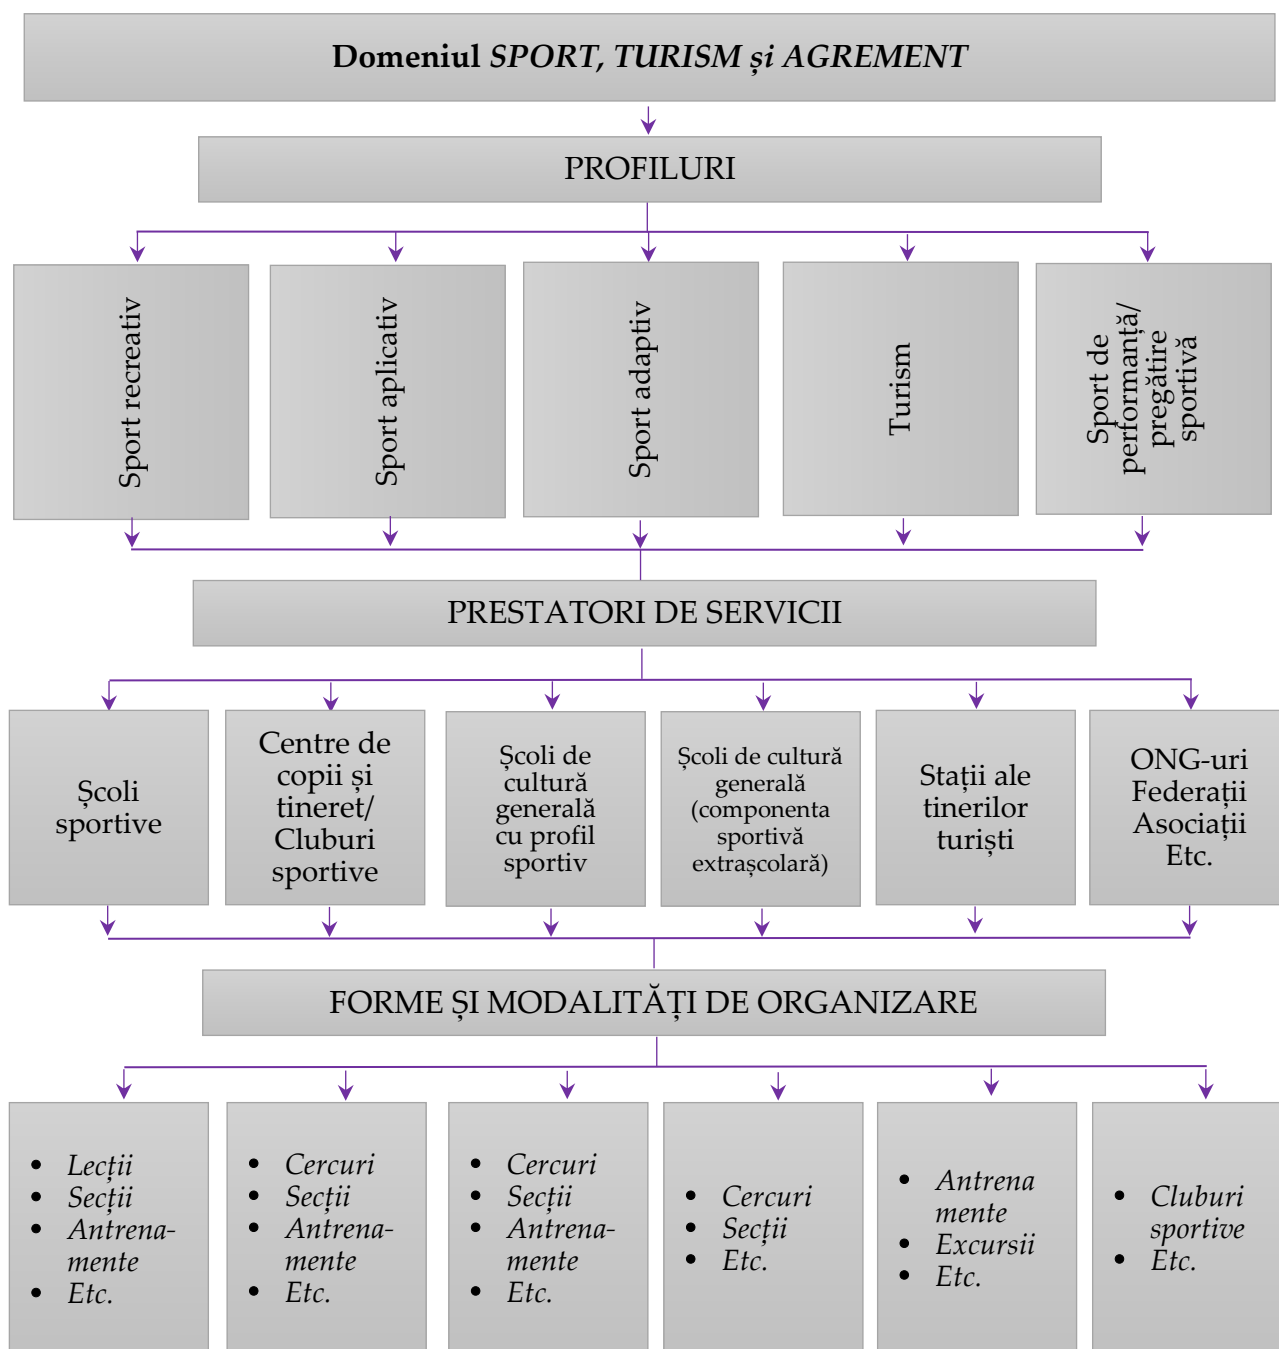 Domeniul SPORT, TURISM și AGREMENT
PROFILURI
Sport recreativ
Sport aplicativ
Sport adaptiv
Turism
Sport de
performanță/
pregătire
sportivă
PRESTATORI DE SERVICII
Școli
sportive
Centre de
copii și
tineret/
Cluburi
sportive
Școli de
cultură
generală
cu profil
sportiv
Școli de cultură
generală
(componenta
sportivă
extrașcolară)
Stații ale
tinerilor
turiști
ONG-uri
Federații
Asociații
Etc.
FORME ȘI MODALITĂȚI DE ORGANIZARE
• Lecții
• Secții
• Antrena-
mente
• Etc.
• Cercuri
• Secții
• Antrena-
mente
• Etc.
• Cercuri
• Secții
• Antrena-
mente
• Etc.
• Cercuri
• Secții
• Etc.
• Antrena
mente
• Excursii
• Etc.
• Cluburi
sportive
• Etc.